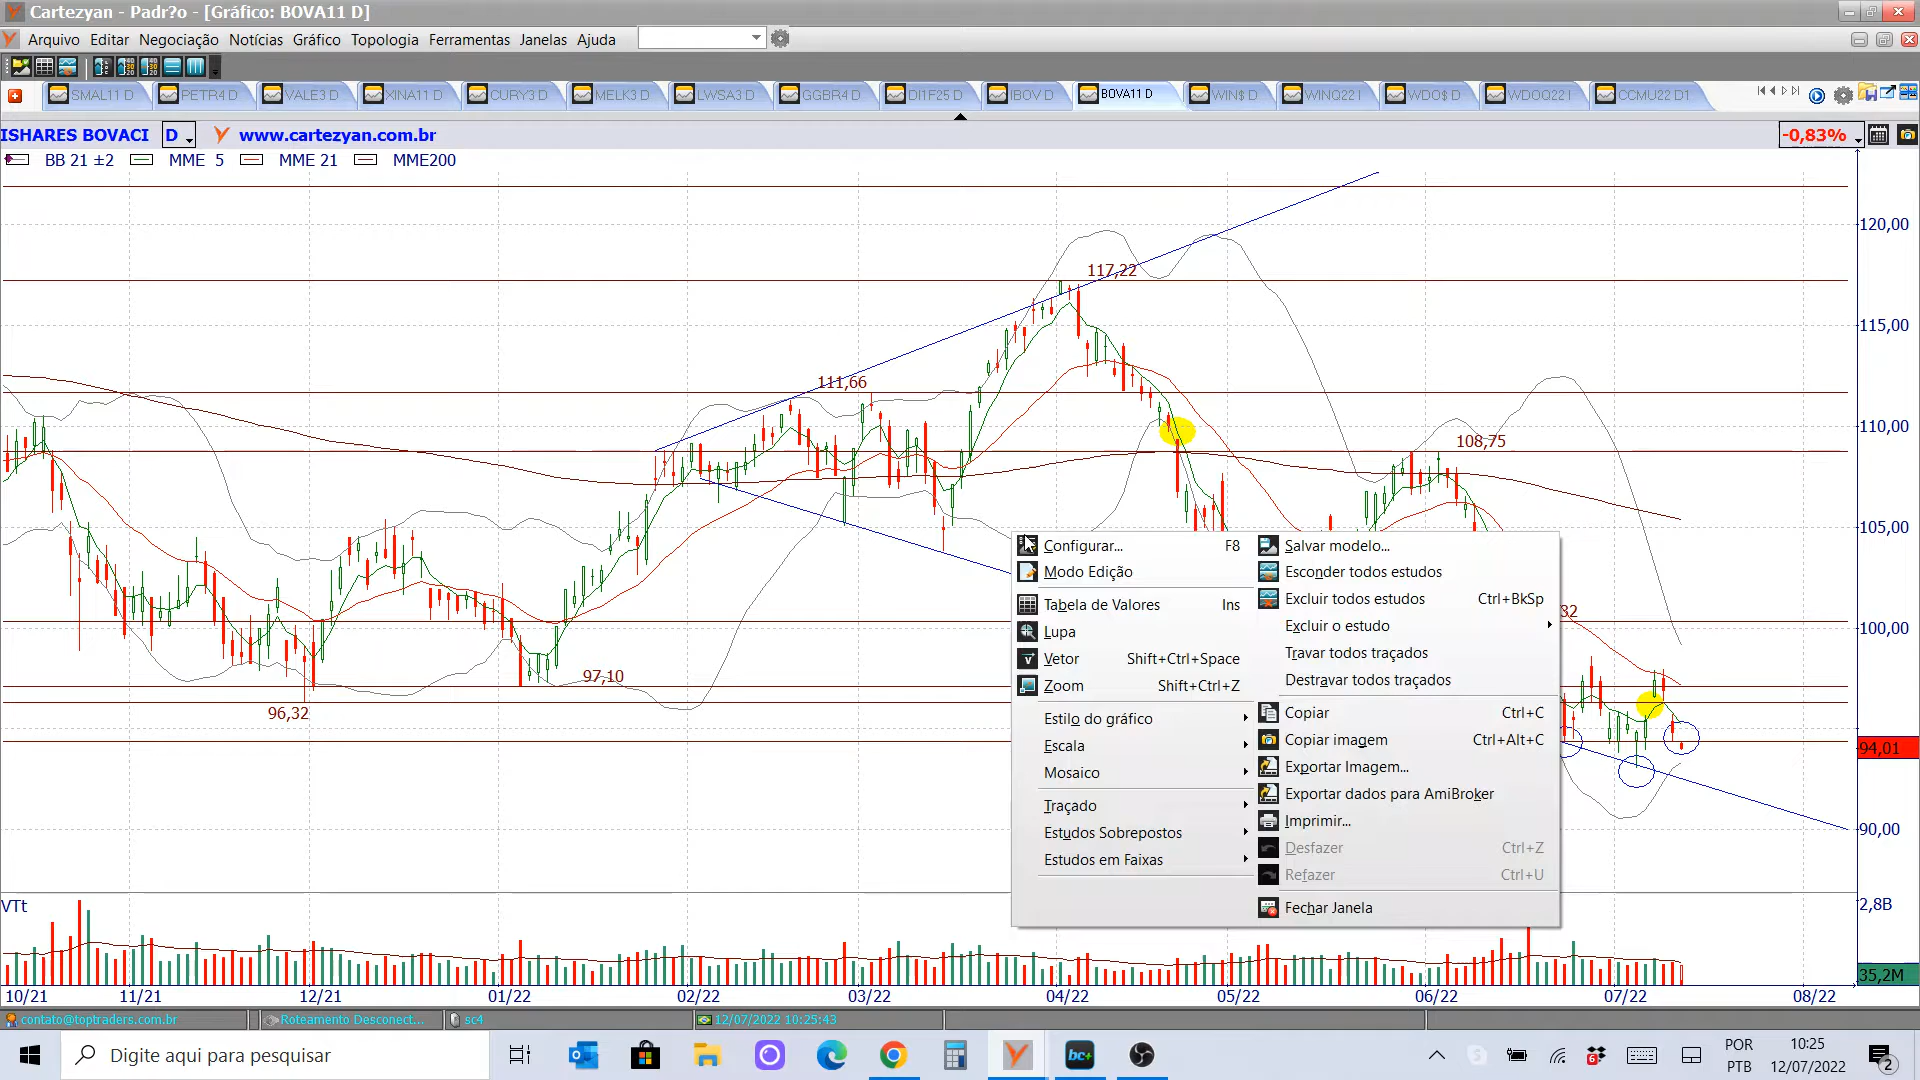 Cartezyan - Padr?o - [Gráfico: BOVA11 D]
Arquivo Editar Negociação Notícias Gráfico Topologia Ferramentas Janelas Ajuda
SMAL11 D PETR4 D VALE3 D XINA11 D CURY3 D MELK3 D LWSA3 D GGBR4 D DI1F25 D IBOV D BOVA11 D WIN$ D WINQ22 I WDO$ D WDOQ22 I CCMU22 D1
ISHARES BOVACI D www.cartezyan.com.br -0,83%
BB 21 ±2 MME 5 MME 21 MME200
120,00
117,22
115,00
111,66
110,00
108,75
105,00
Configurar... F8
Modo Edição
Tabela de Valores Ins
Lupa
Vetor Shift+Ctrl+Space
Zoom Shift+Ctrl+Z
Estilo do gráfico
Escala
Mosaico
Traçado
Estudos Sobrepostos
Estudos em Faixas
Salvar modelo...
Esconder todos estudos
Excluir todos estudos Ctrl+BkSp
Excluir o estudo
Travar todos traçados
Destravar todos traçados
Copiar Ctrl+C
Copiar imagem Ctrl+Alt+C
Exportar Imagem...
Exportar dados para AmiBroker
Imprimir...
Desfazer Ctrl+Z
Refazer Ctrl+U
Fechar Janela
32
100,00
97,10
96,32
94,01
90,00
VTt
2,8B
35,2M
10/21 11/21 12/21 01/22 02/22 03/22 04/22 05/22 06/22 07/22 08/22
contato@toptraders.com.br Roteamento Desconect... sc4 12/07/2022 10:25:43
Digite aqui para pesquisar
bc+
6
POR
PTB
10:25
12/07/2022
2